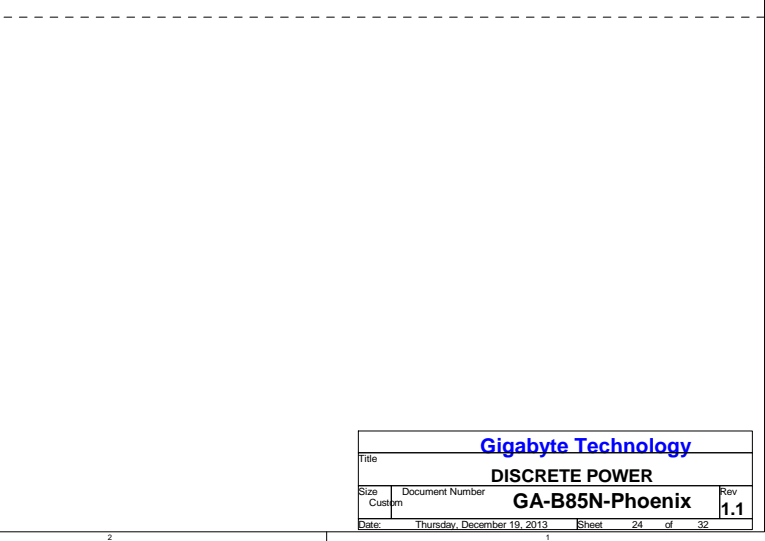 Gigabyte Technology
Title
DISCRETE POWER
Size Document Number Rev
Custom GA-B85N-Phoenix 1.1
Date: Thursday, December 19, 2013 Sheet 24 of 32
2 1